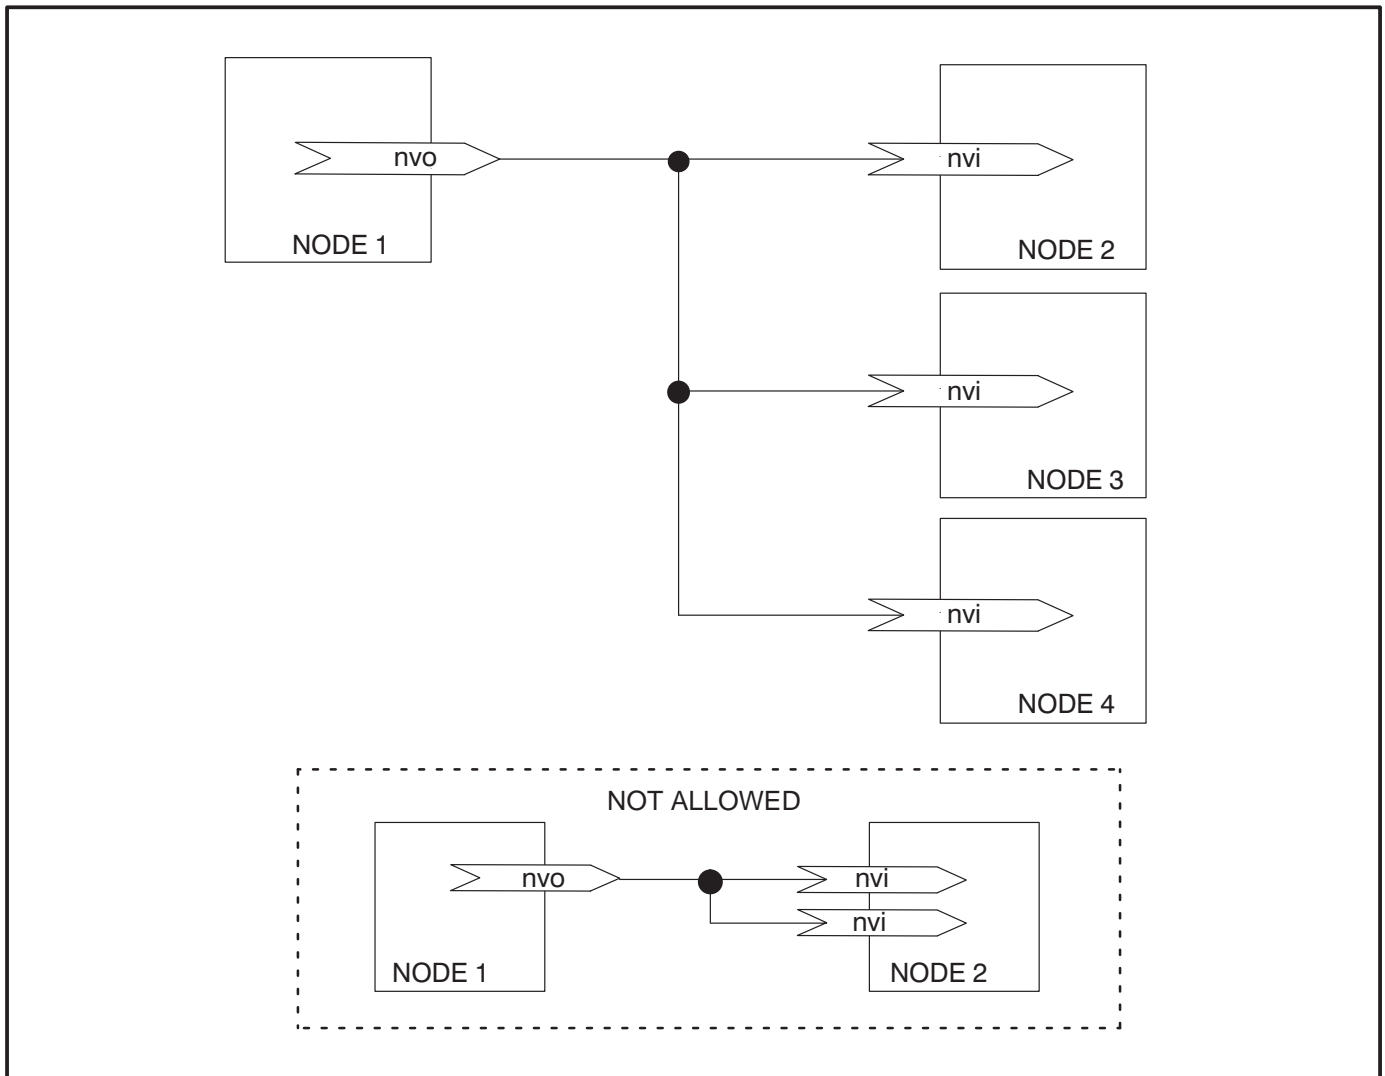 nvo
nvi
NODE 1
NODE 2
nvi
NODE 3
nvi
NODE 4
NOT ALLOWED
nvo
nvi
nvi
NODE 1
NODE 2